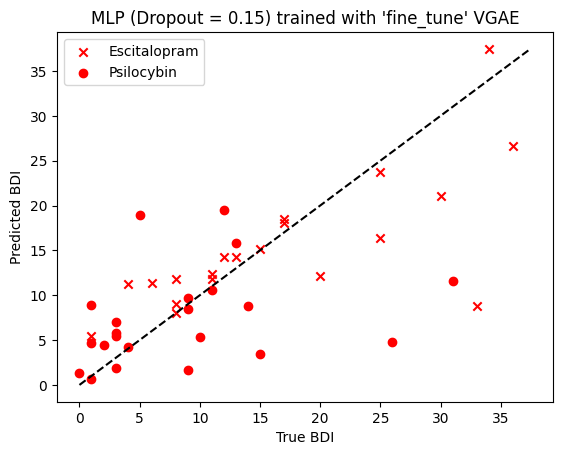 MLP (Dropout = 0.15) trained with 'fine_tune' VGAE
Escitalopram
Psilocybin
Predicted BDI
35
30
25
20
15
10
5
0
0 5 10 15 20 25 30 35
True BDI